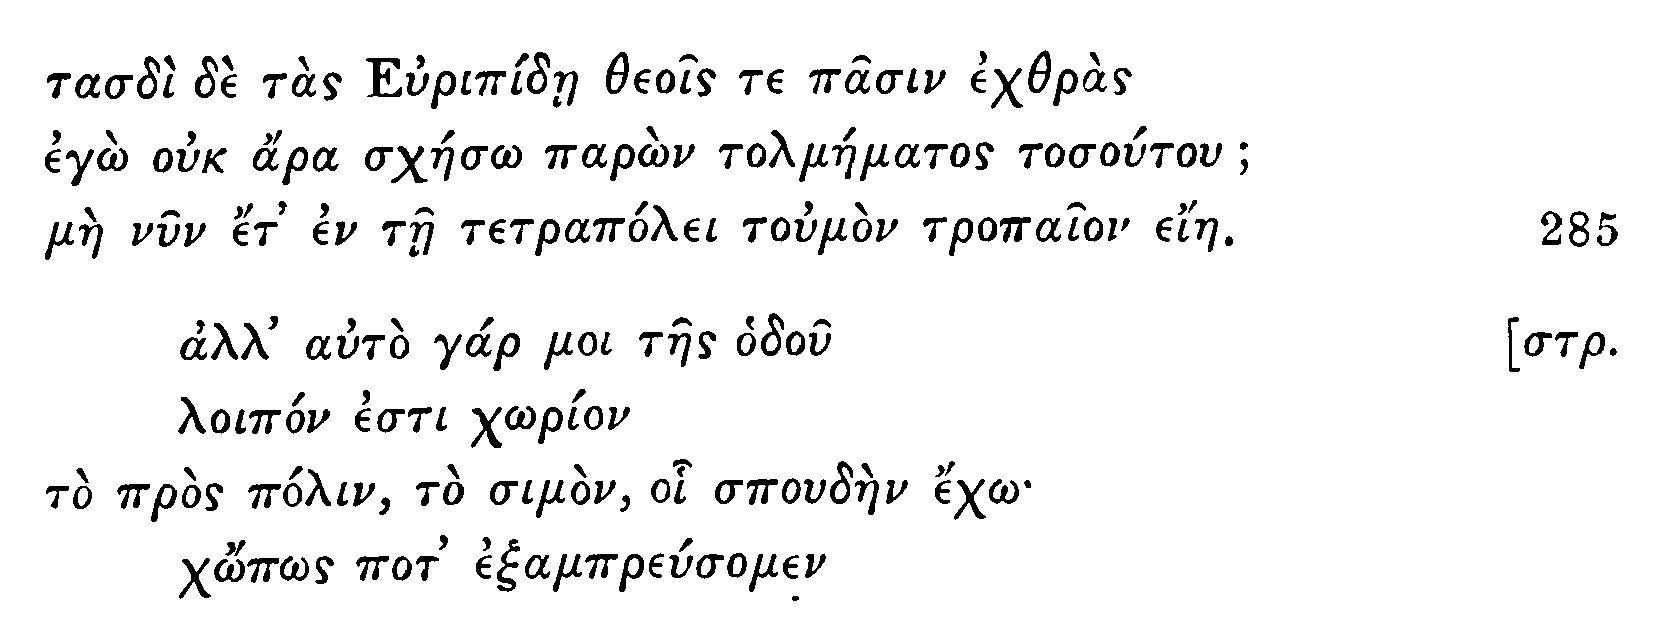 τασδὶ δὲ τὰς Εὐριπίδῃ θεοῖς τε πᾶσιν ἐχθρὰς
ἐγὼ οὐκ ἄρα σχήσω παρὼν τολμήματος τοσούτου ;
μὴ νῦν ἔτ᾿ ἐν τῇ τετραπόλει τοὐμὸν τροπαῖον εἴη. 285
ἀλλ᾿ αὐτὸ γάρ μοι τῆς ὁδοῦ [στρ.
λοιπόν ἐστι χωρίον
τὸ πρὸς πόλιν, τὸ σιμὸν, οἷ σπουδὴν ἔχω·
χὤπως ποτ᾿ ἐξαμπρεύσομεν